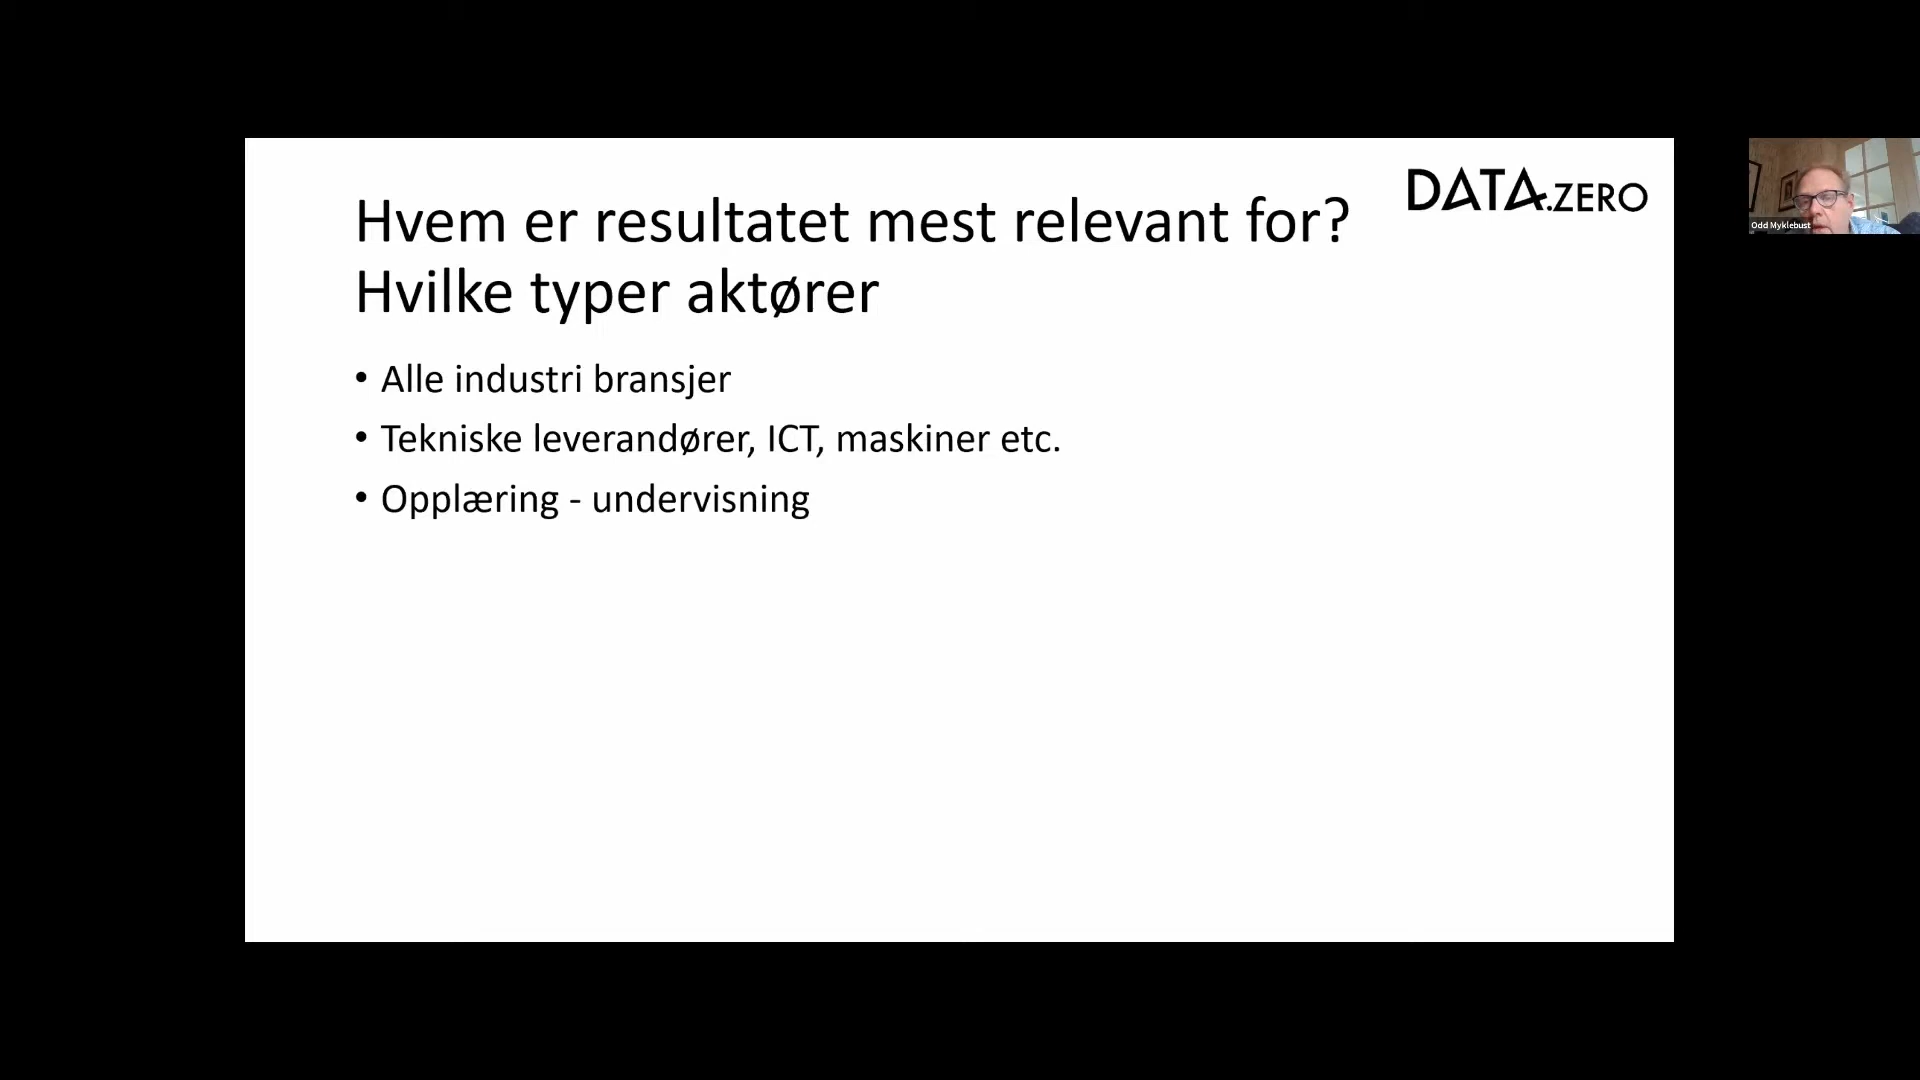 DATA.ZERO
Hvem er resultatet mest relevant for?
Hvilke typer aktører
• Alle industri bransjer
• Tekniske leverandører, ICT, maskiner etc.
• Opplæring - undervisning
Odd Myklebust